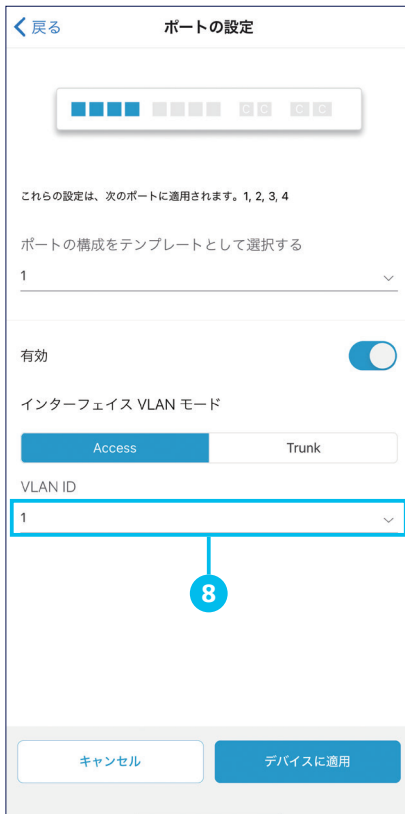 戻る ポートの設定
C C C C
これらの設定は、次のポートに適用されます。1, 2, 3, 4
ポートの構成をテンプレートとして選択する
1
有効
インターフェイス VLAN モード
Access Trunk
VLAN ID
1
8
キャンセル デバイスに適用